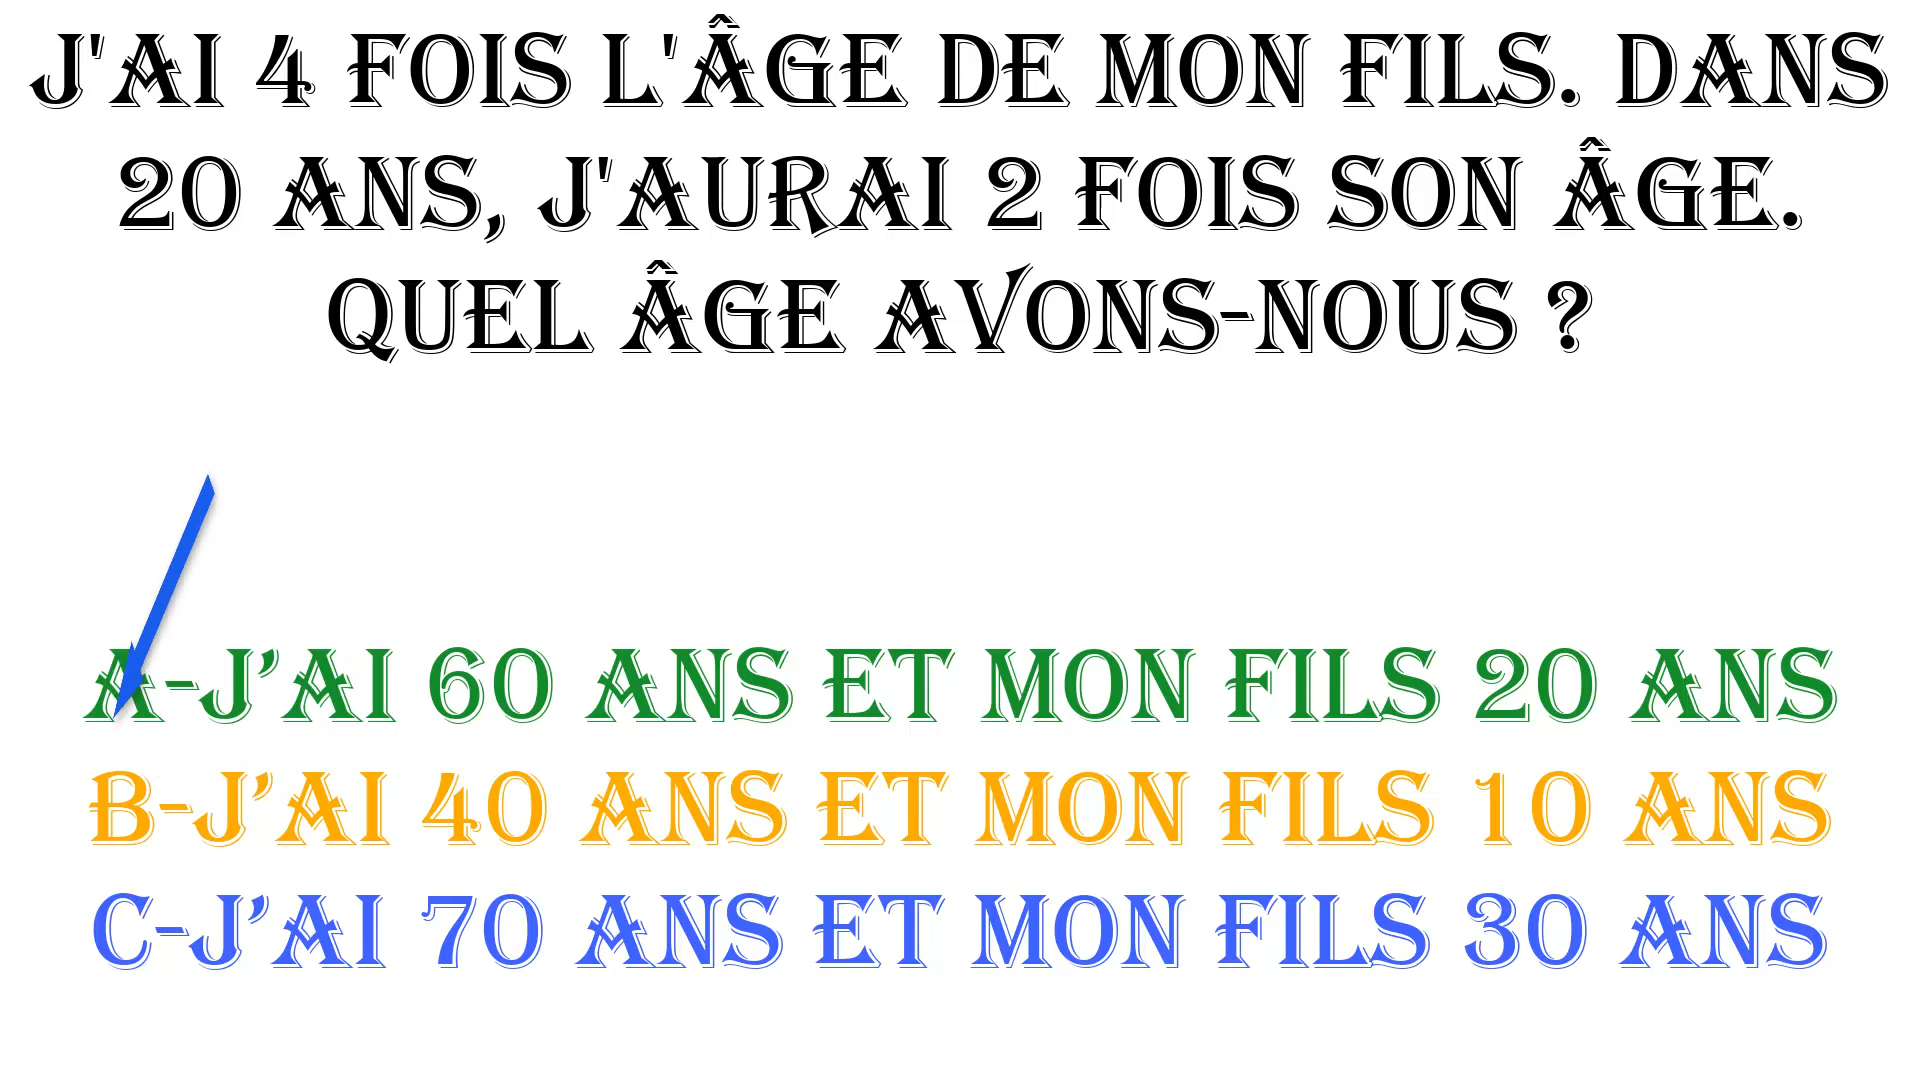 J'AI 4 FOIS L'ÂGE DE MON FILS. DANS
20 ANS, J'AURAI 2 FOIS SON ÂGE.
QUEL ÂGE AVONS-NOUS ?
A-J’AI 60 ANS ET MON FILS 20 ANS
B-J’AI 40 ANS ET MON FILS 10 ANS
C-J’AI 70 ANS ET MON FILS 30 ANS